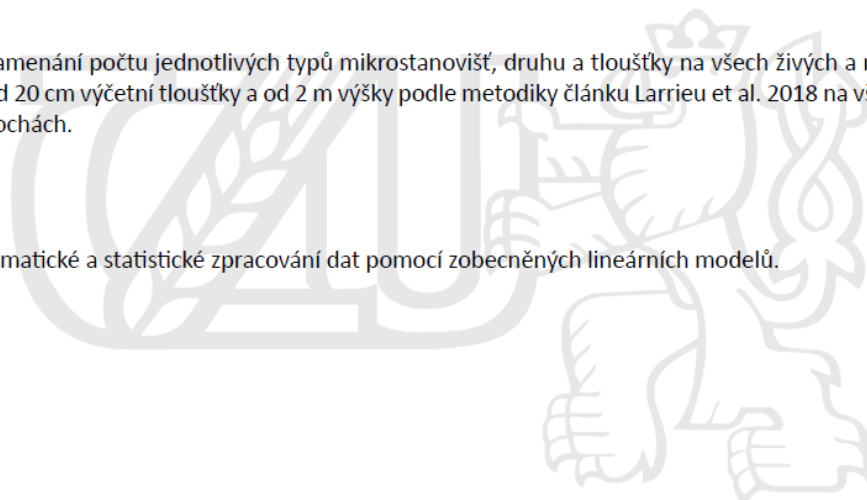 amenání počtu jednotlivých typů mikrostanovišť, druhu a tloušťky na všech živých a
d 20 cm výčetní tloušťky a od 2 m výšky podle metodiky článku Larrieu et al. 2018 na
ochách.
matické a statistické zpracování dat pomocí zobecněných lineárních modelů.